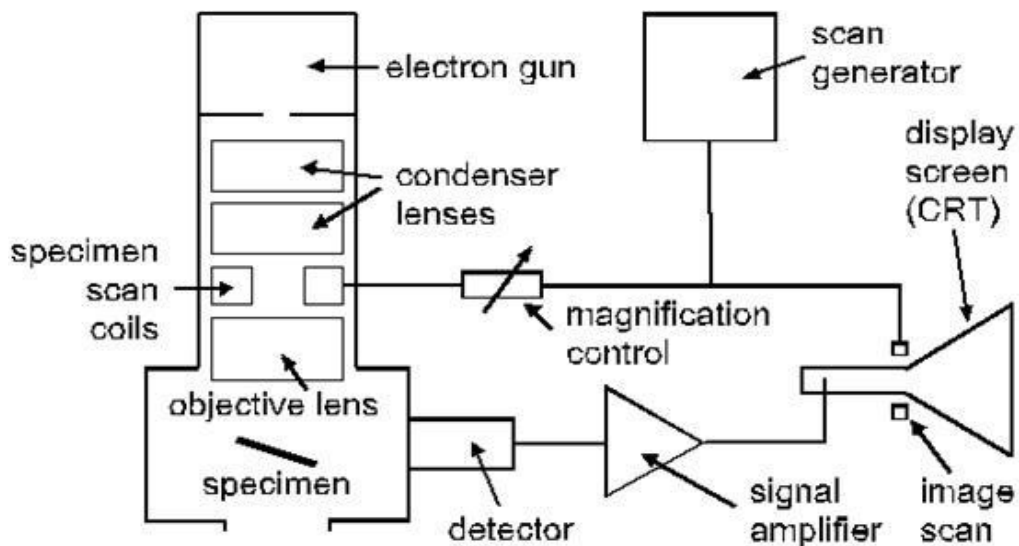 electron gun
scan
generator
display
screen
(CRT)
condenser
lenses
specimen
scan
coils
magnification
control
objective lens
specimen
detector
signal
amplifier
image
scan